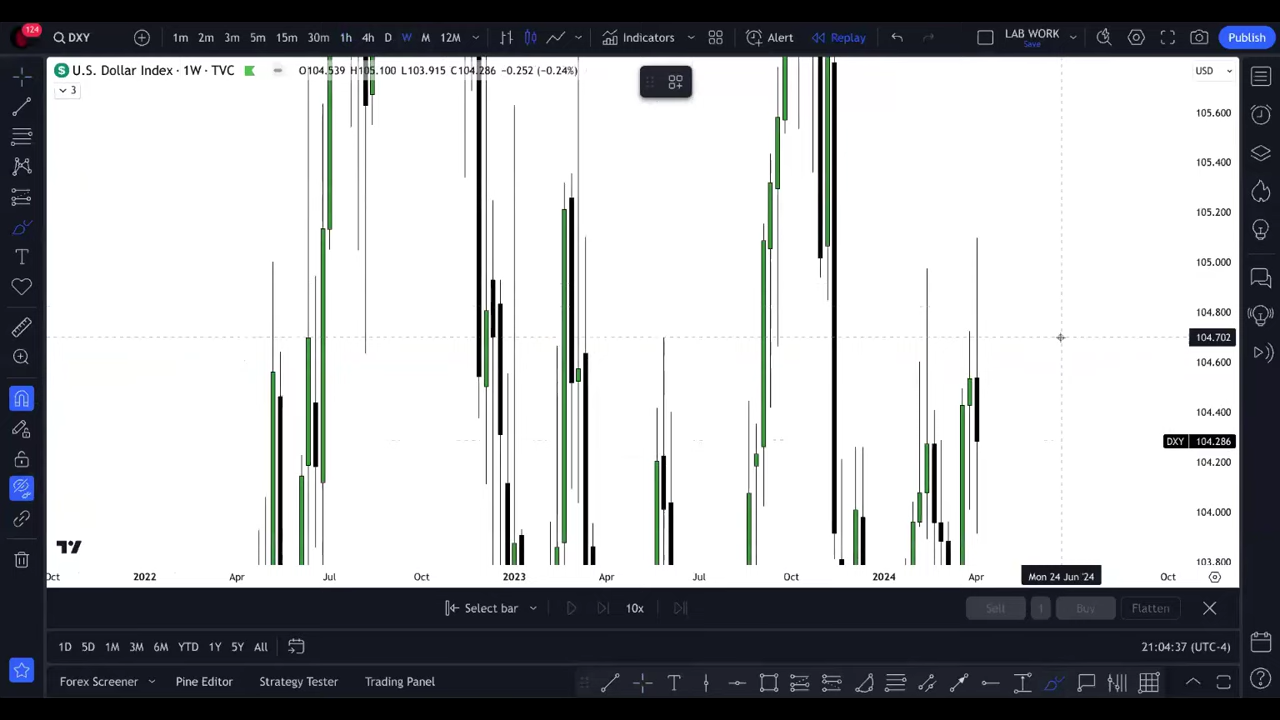 124
DXY
1m 2m 3m 5m 15m 30m 1h 4h D W M 12M
Indicators
Alert
Replay
LAB WORK
Save
Publish
S U.S. Dollar Index · 1W · TVC
O104.539 H105.100 L103.915 C104.286 -0.252 (-0.24%)
USD
3
105.600
105.400
105.200
105.000
104.800
104.702
104.600
104.400
DXY 104.286
104.200
104.000
103.800
Oct 2022 Apr Jul Oct 2023 Apr Jul Oct 2024 Apr Mon 24 Jun '24 Oct
Select bar
10x
Sell 1 Buy Flatten
1D 5D 1M 3M 6M YTD 1Y 5Y All
21:04:37 (UTC-4)
Forex Screener Pine Editor Strategy Tester Trading Panel